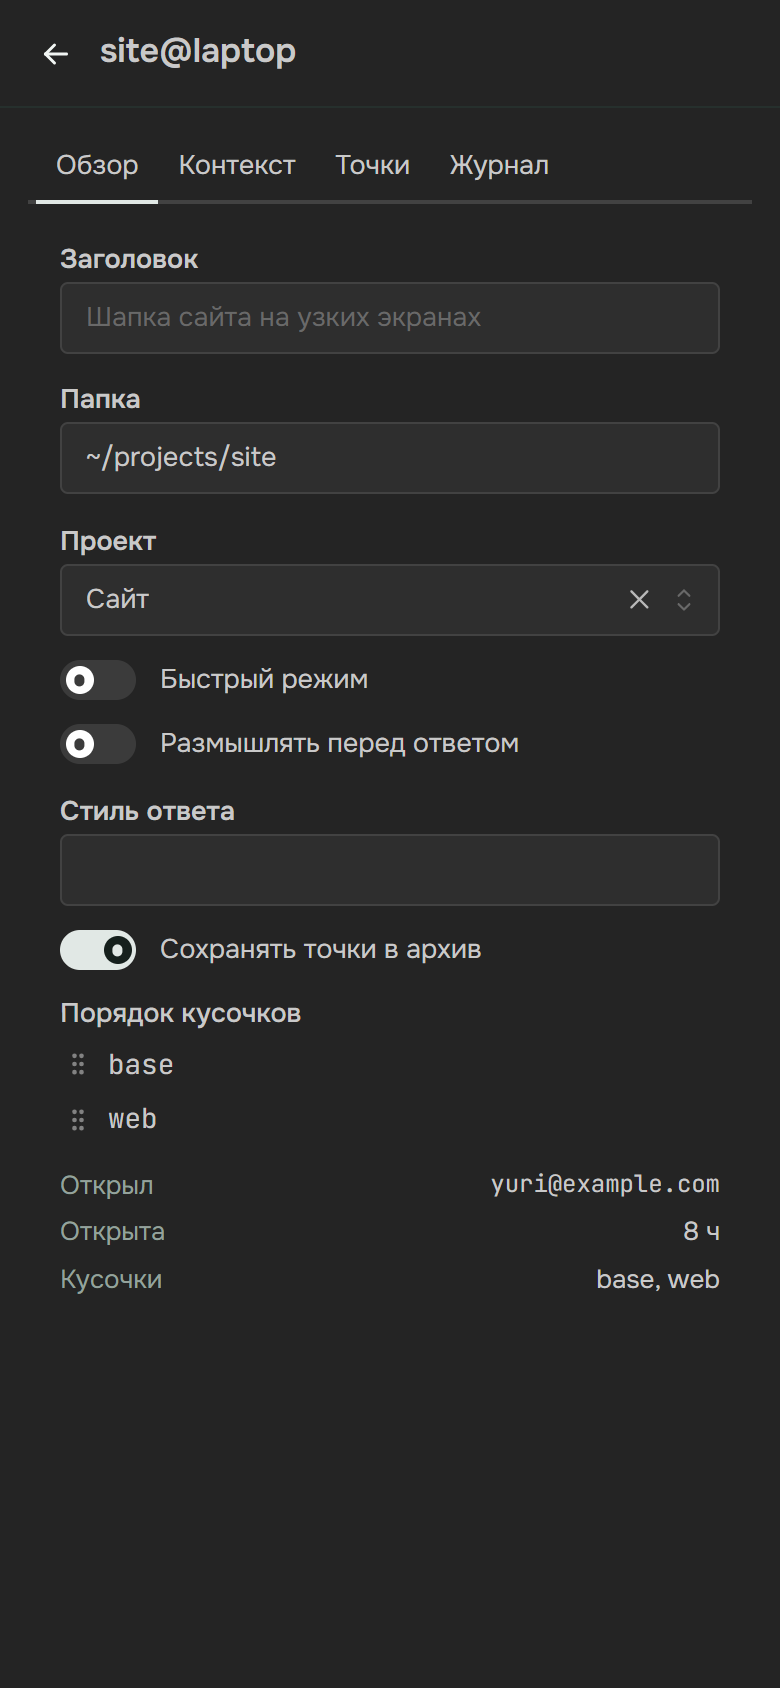 site@laptop
Обзор Контекст Точки Журнал
Заголовок
Шапка сайта на узких экранах
Папка
~/projects/site
Проект
Сайт
Быстрый режим
Размышлять перед ответом
Стиль ответа
Сохранять точки в архив
Порядок кусочков
base
web
Открыл yuri@example.com
Открыта 8 ч
Кусочки base, web